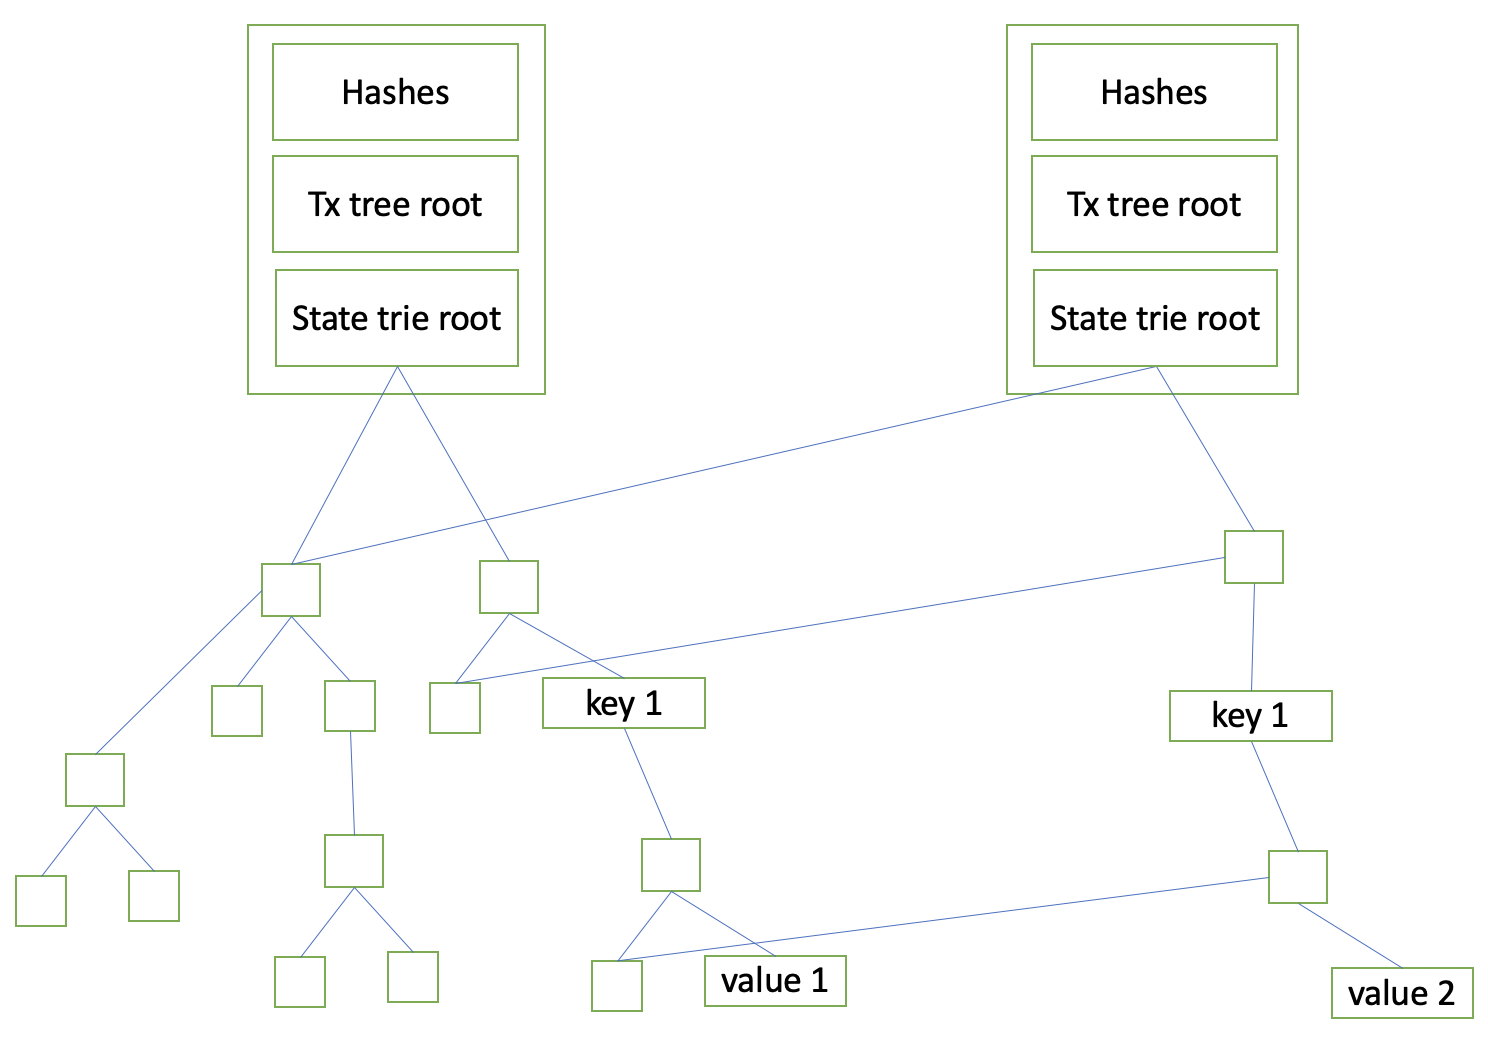 Hashes
Tx tree root
State trie root
Hashes
Tx tree root
State trie root
key 1
key 1
value 1
value 2